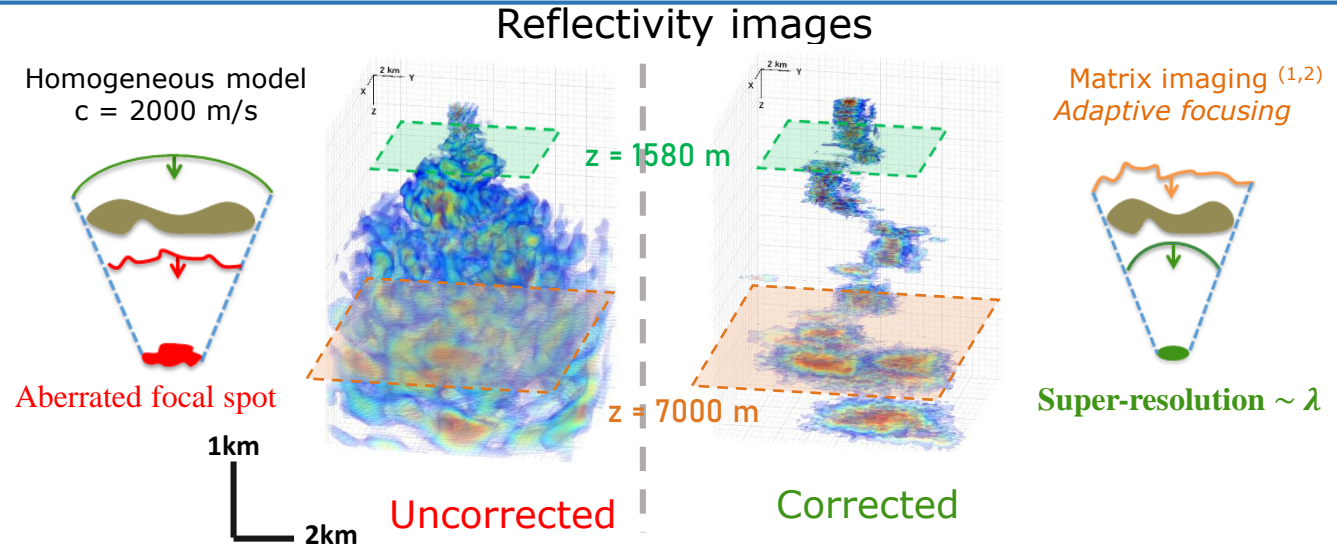 Reflectivity images
Homogeneous model
c = 2000 m/s
Aberrated focal spot
2 km
Y
X
Z
z = 1580 m
z = 7000 m
2 km
Y
X
Z
Matrix imaging (1,2)
Adaptive focusing
Super-resolution ~ λ
1km
2km
Uncorrected
Corrected